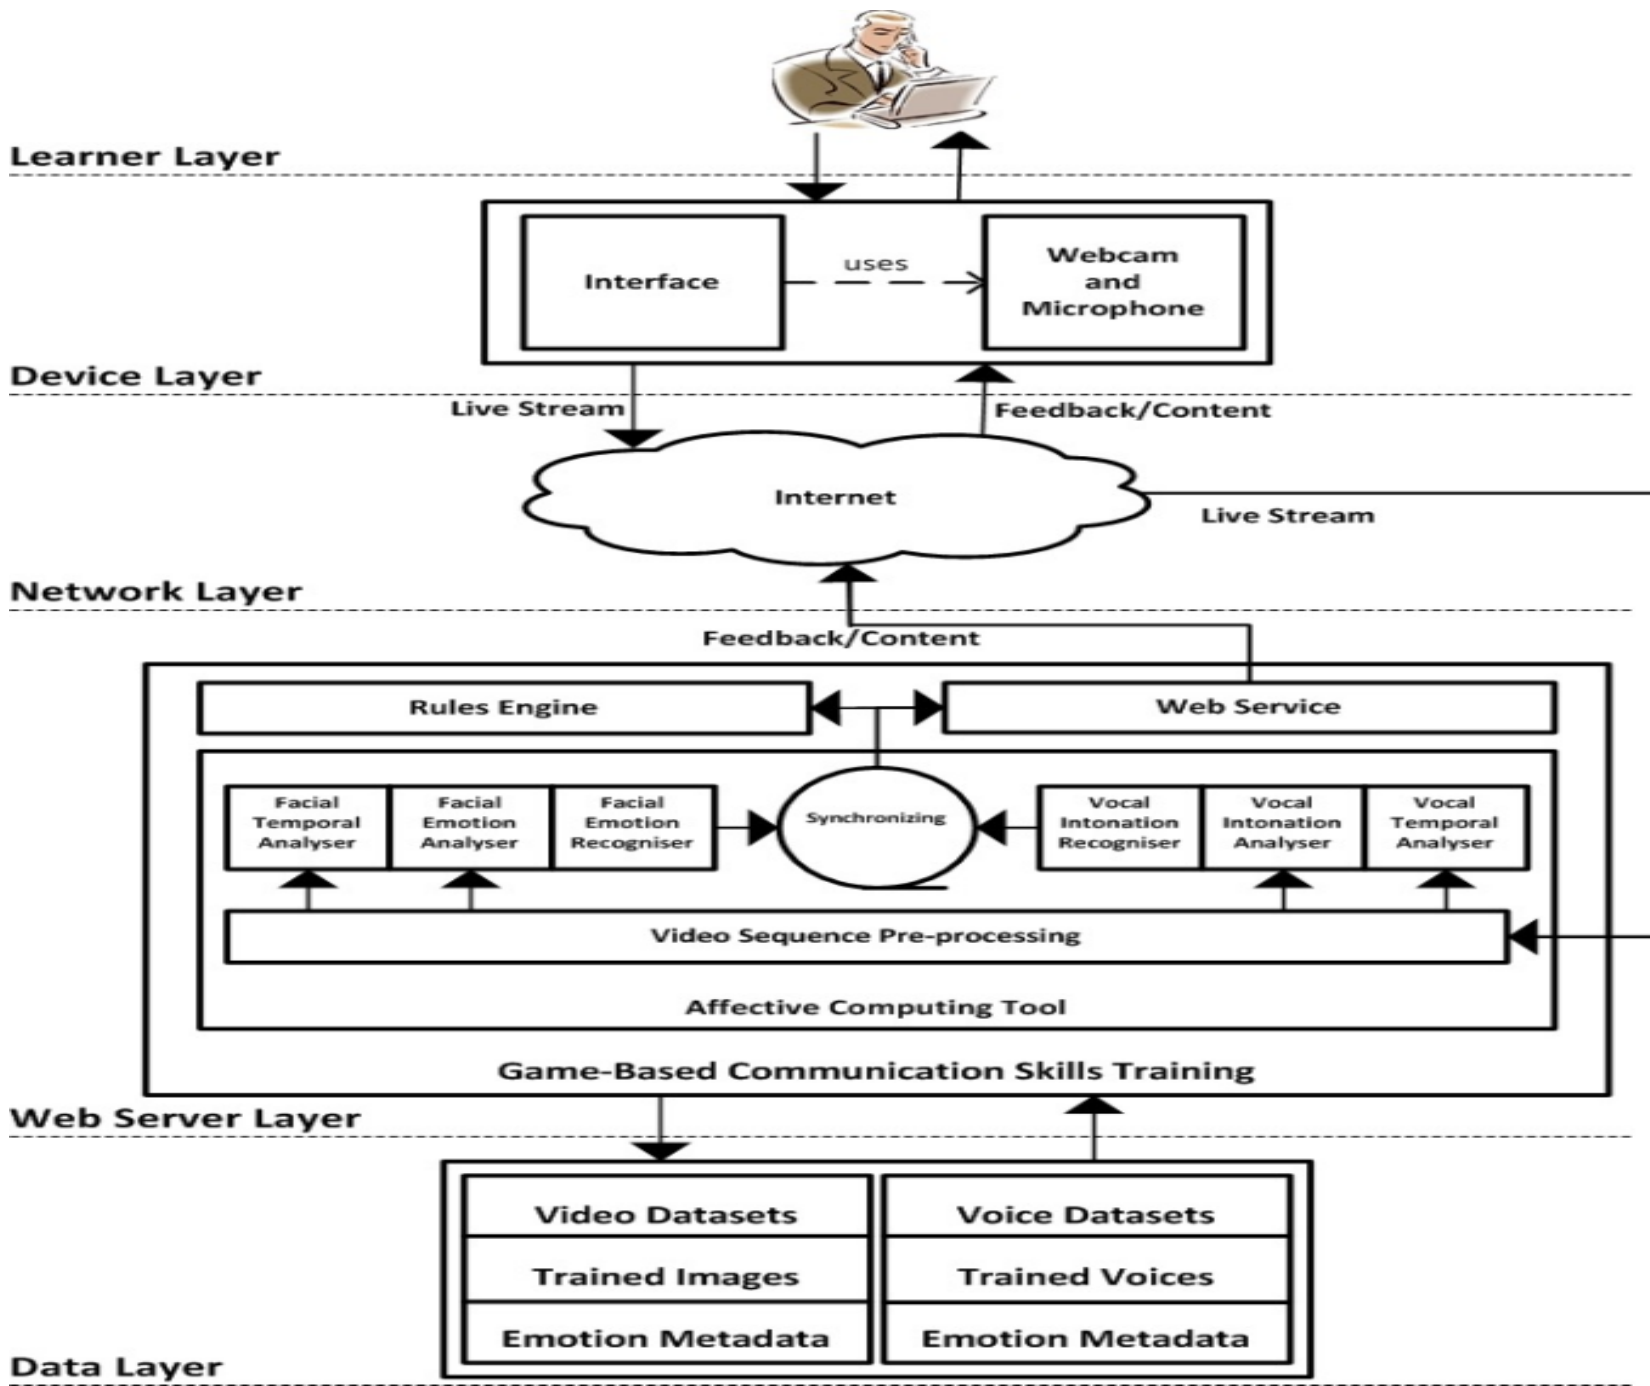 Learner Layer
Interface
uses
Webcam
and
Microphone
Device Layer
Live Stream
Feedback/Content
Internet
Live Stream
Network Layer
Feedback/Content
Rules Engine
Web Service
Facial
Temporal
Analyser
Facial
Emotion
Analyser
Facial
Emotion
Recogniser
Synchronizing
Vocal
Intonation
Recogniser
Vocal
Intonation
Analyser
Vocal
Temporal
Analyser
Video Sequence Pre-processing
Affective Computing Tool
Game-Based Communication Skills Training
Web Server Layer
Video Datasets
Trained Images
Emotion Metadata
Voice Datasets
Trained Voices
Emotion Metadata
Data Layer